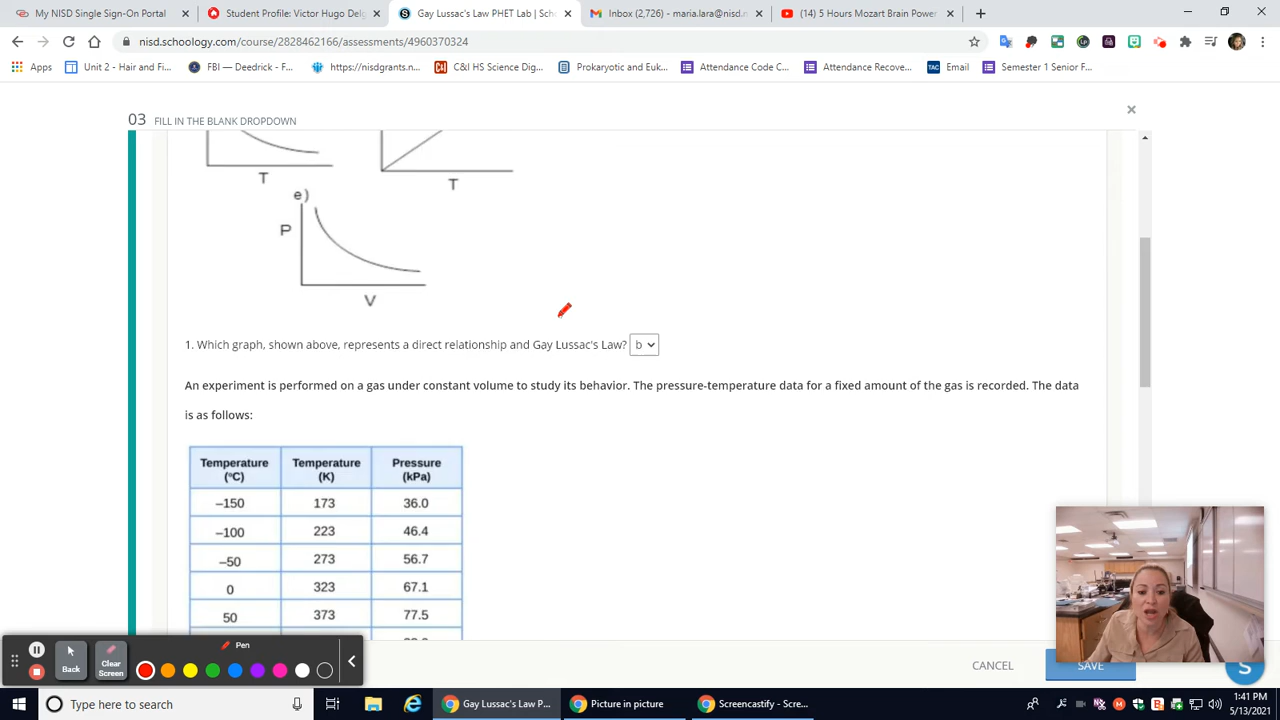 My NISD Single Sign-On Portal
Student Profile: Victor Hugo Delg
Gay Lussac's Law PHET Lab | Scho
Inbox (2,726) - maria.lara@nisd.n
(14) 5 Hours Mozart Brain Power
nisd.schoology.com/course/2828462166/assessments/4960370324
Apps
Unit 2 - Hair and Fi...
FBI — Deedrick - Fi...
https://nisdgrants.n...
C&I HS Science Dig...
Prokaryotic and Euk...
Attendance Code C...
Attendance Recove...
Email
Semester 1 Senior F...
03 FILL IN THE BLANK DROPDOWN
T
T
e)
P
V
1. Which graph, shown above, represents a direct relationship and Gay Lussac's Law? b
An experiment is performed on a gas under constant volume to study its behavior. The pressure-temperature data for a fixed amount of the gas is recorded. The data
is as follows:
Temperature (°C) Temperature (K) Pressure (kPa)
–150 173 36.0
–100 223 46.4
–50 273 56.7
0 323 67.1
50 373 77.5
Pen
Back
Clear Screen
CANCEL
SAVE
S
Type here to search
Gay Lussac's Law P...
Picture in picture
Screencastify - Scre...
1:41 PM
5/13/2021